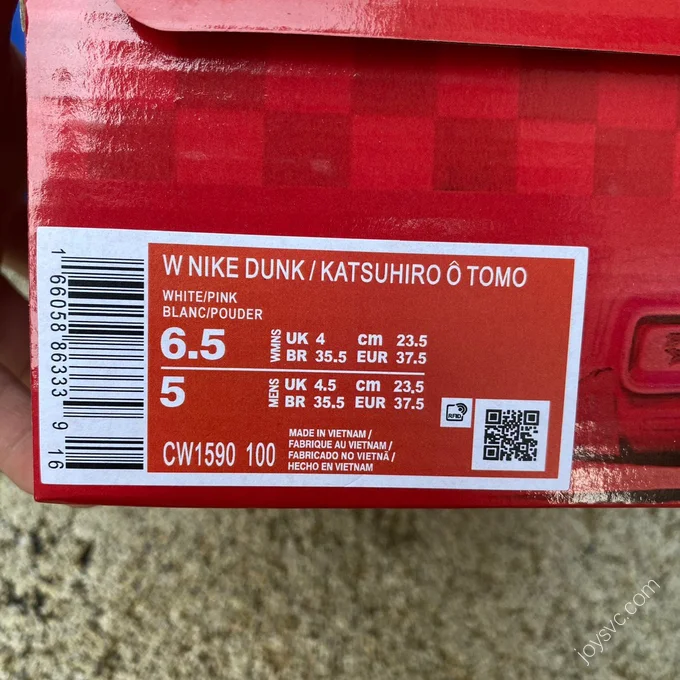 W NIKE DUNK / KATSUHIRO Ô TOMO
WHITE/PINK
BLANC/POUDER
6.5 WMNS UK 4 cm 23.5
BR 35.5 EUR 37.5
5 MENS UK 4.5 cm 23,5
BR 35.5 EUR 37.5
CW1590 100
MADE IN VIETNAM /
FABRIQUE AU VIETNAM /
FABRICADO NO VIETNÃ /
HECHO EN VIETNAM
RFID
1 66058 86333 9 16
joysvc.com